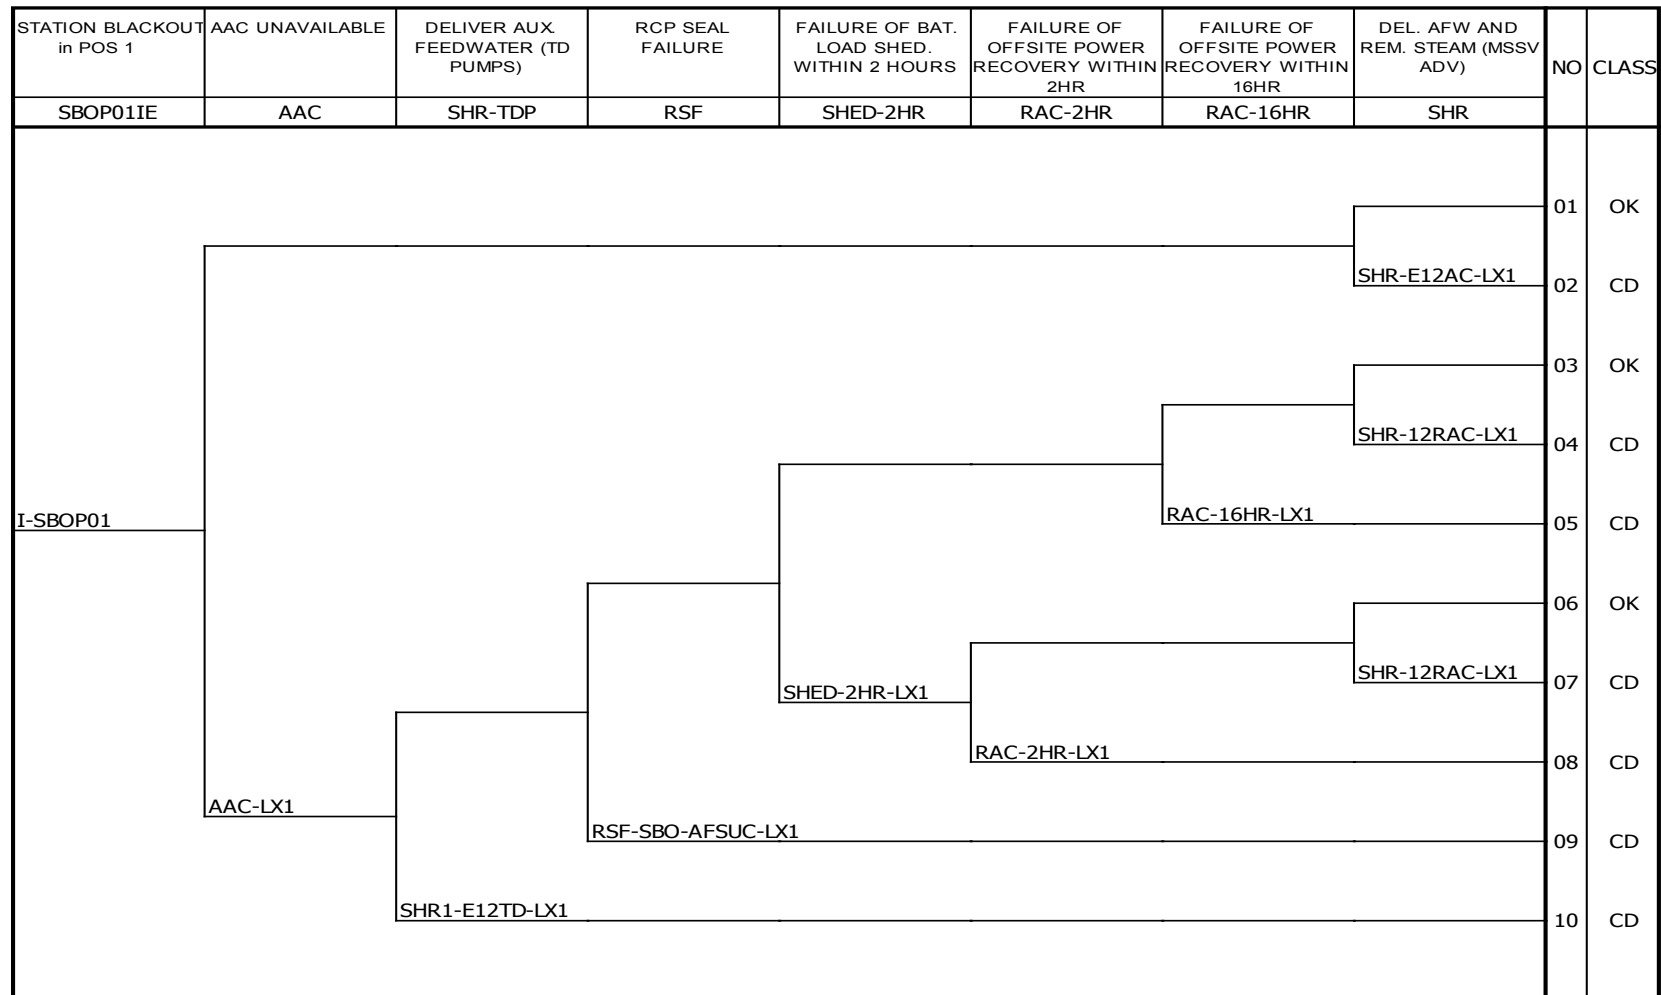 STATION BLACKOUT
in POS 1
AAC UNAVAILABLE
DELIVER AUX.
FEEDWATER (TD
PUMPS)
RCP SEAL
FAILURE
FAILURE OF BAT.
LOAD SHED.
WITHIN 2 HOURS
FAILURE OF
OFFSITE POWER
RECOVERY WITHIN
2HR
FAILURE OF
OFFSITE POWER
RECOVERY WITHIN
16HR
DEL. AFW AND
REM. STEAM (MSSV
ADV)
NO
CLASS
SBOP01IE
AAC
SHR-TDP
RSF
SHED-2HR
RAC-2HR
RAC-16HR
SHR
01
OK
SHR-E12AC-LX1
02
CD
03
OK
SHR-12RAC-LX1
04
CD
I-SBOP01
RAC-16HR-LX1
05
CD
06
OK
SHR-12RAC-LX1
07
CD
SHED-2HR-LX1
RAC-2HR-LX1
08
CD
AAC-LX1
RSF-SBO-AFSUC-LX1
09
CD
SHR1-E12TD-LX1
10
CD